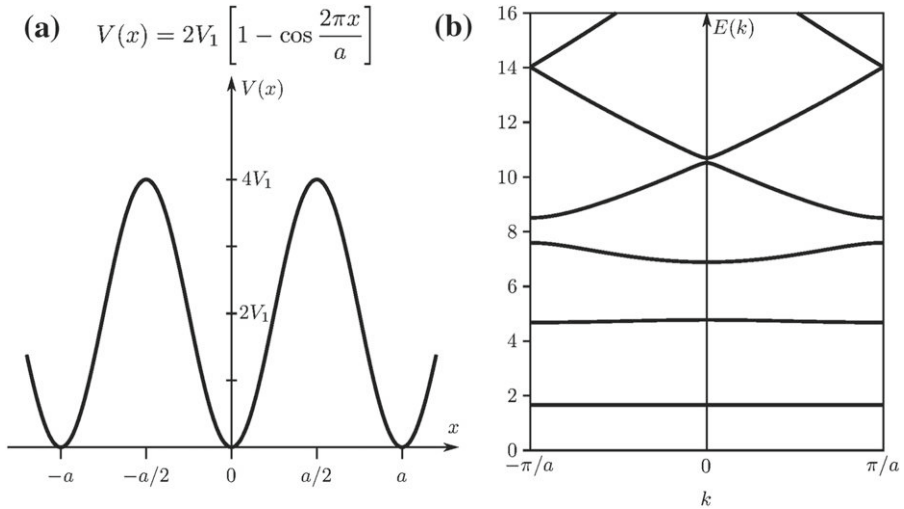 (a) V(x) = 2V₁ [1 − cos 2πx/a]
V(x)
4V₁
2V₁
x
−a −a/2 0 a/2 a
(b)
E(k)
16
14
12
10
8
6
4
2
0
−π/a 0 π/a
k